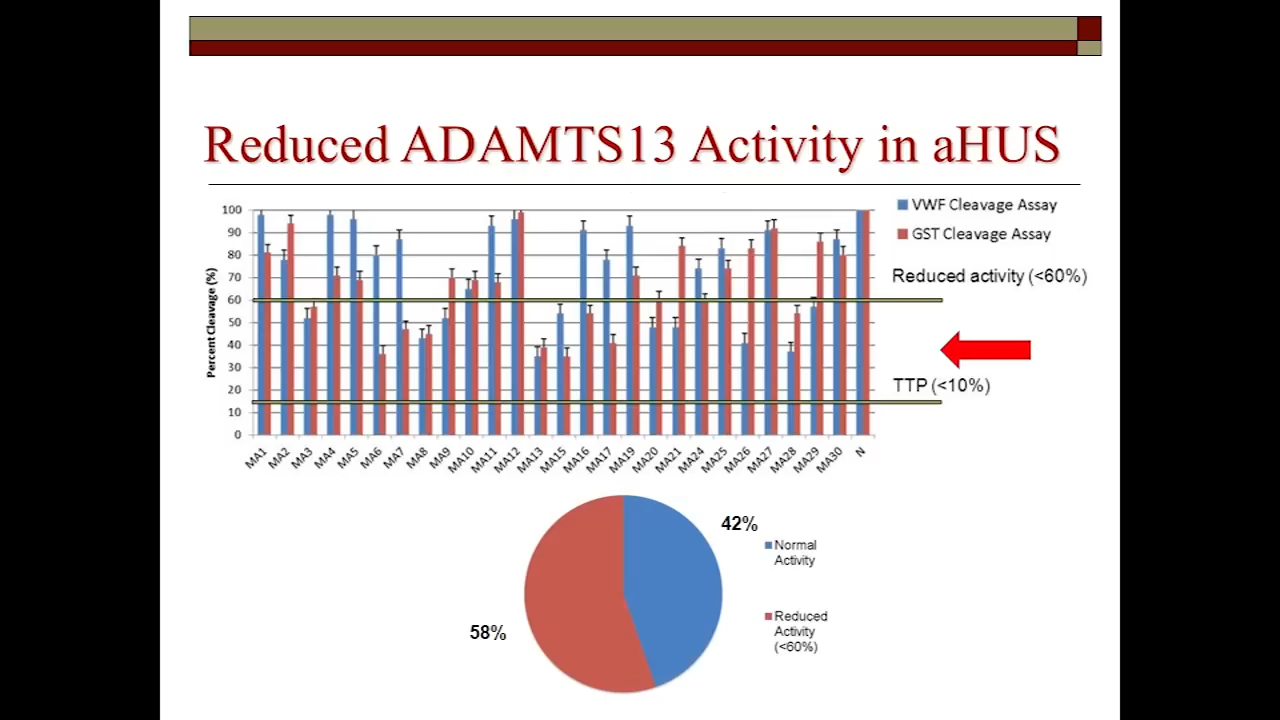 Reduced ADAMTS13 Activity in aHUS
VWF Cleavage Assay
GST Cleavage Assay
Reduced activity (<60%)
TTP (<10%)
Percent Cleavage (%)
100
90
80
70
60
50
40
30
20
10
0
MA1 MA2 MA3 MA4 MA5 MA6 MA7 MA8 MA9 MA10 MA11 MA12 MA13 MA15 MA16 MA17 MA19 MA20 MA21 MA24 MA25 MA26 MA27 MA28 MA29 MA30 N
42%
58%
Normal
Activity
Reduced
Activity
(<60%)